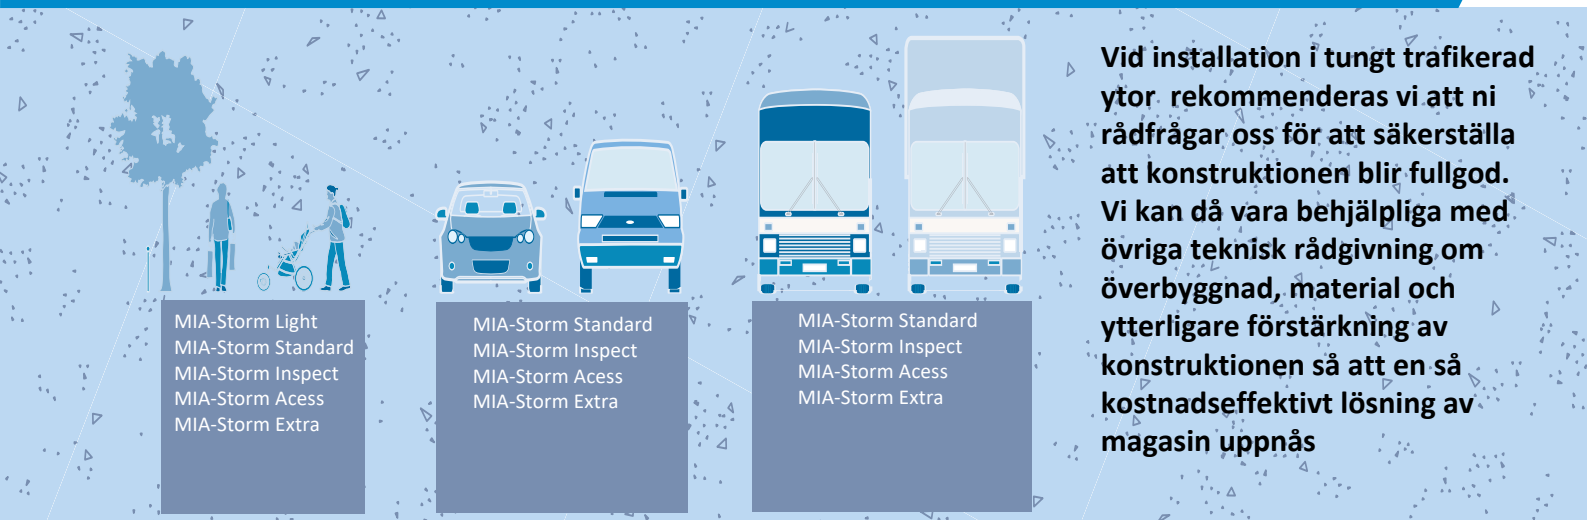 MIA-Storm Light
MIA-Storm Standard
MIA-Storm Inspect
MIA-Storm Acess
MIA-Storm Extra
MIA-Storm Standard
MIA-Storm Inspect
MIA-Storm Acess
MIA-Storm Extra
MIA-Storm Standard
MIA-Storm Inspect
MIA-Storm Acess
MIA-Storm Extra
Vid installation i tungt trafikerad
ytor rekommenderas vi att ni
rådfrågar oss för att säkerställa
att konstruktionen blir fullgod.
Vi kan då vara behjälpliga med
övriga teknisk rådgivning om
överbyggnad, material och
ytterligare förstärkning av
konstruktionen så att en så
kostnadseffektivt lösning av
magasin uppnås